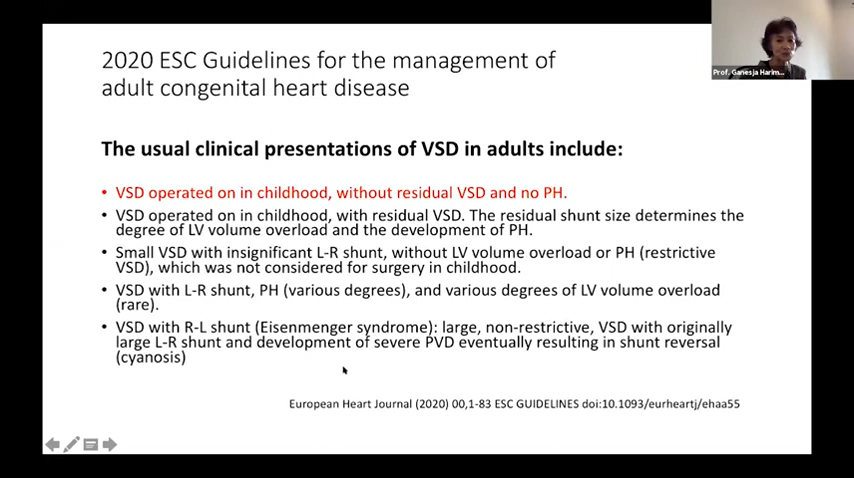 2020 ESC Guidelines for the management of
adult congenital heart disease
Prof. Ganesja Harim...
The usual clinical presentations of VSD in adults include:
• VSD operated on in childhood, without residual VSD and no PH.
• VSD operated on in childhood, with residual VSD. The residual shunt size determines the
degree of LV volume overload and the development of PH.
• Small VSD with insignificant L-R shunt, without LV volume overload or PH (restrictive
VSD), which was not considered for surgery in childhood.
• VSD with L-R shunt, PH (various degrees), and various degrees of LV volume overload
(rare).
• VSD with R-L shunt (Eisenmenger syndrome): large, non-restrictive, VSD with originally
large L-R shunt and development of severe PVD eventually resulting in shunt reversal
(cyanosis)
European Heart Journal (2020) 00,1-83 ESC GUIDELINES doi:10.1093/eurheartj/ehaa55